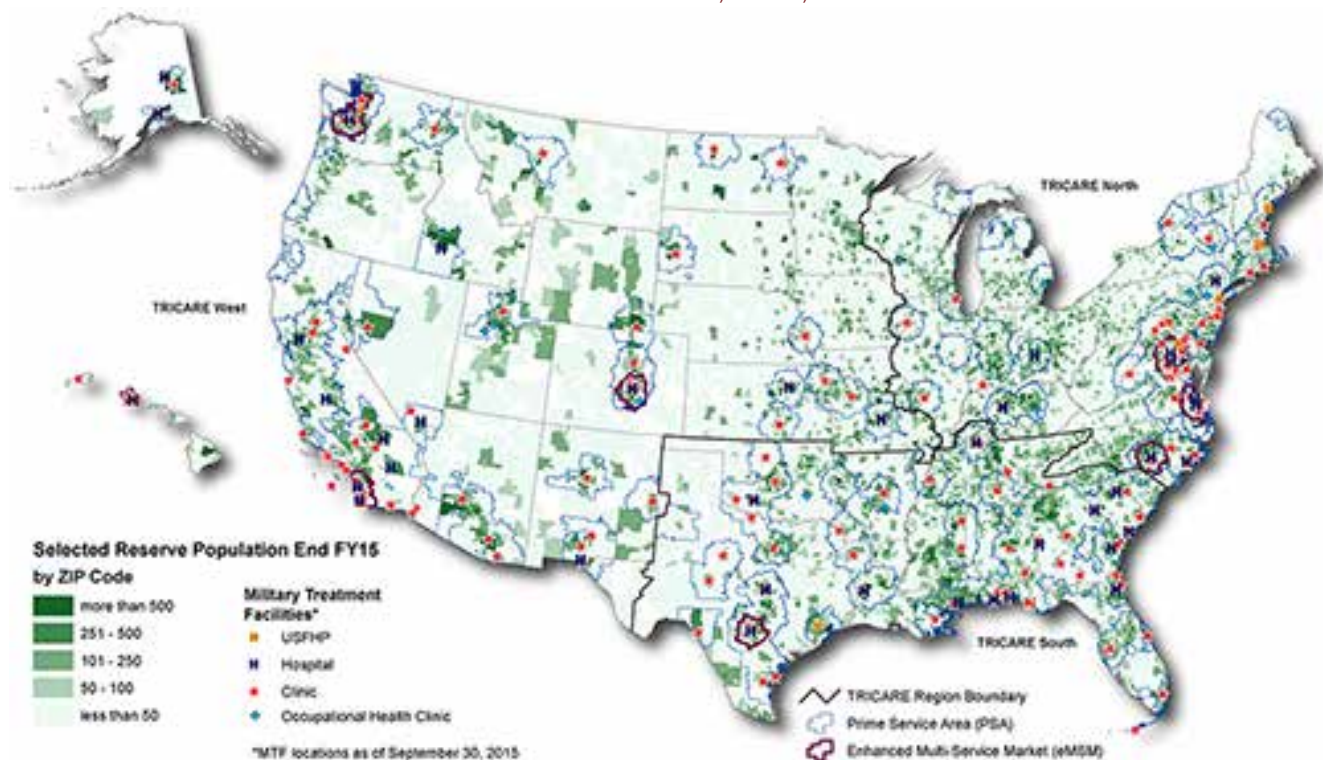 TRICARE North
TRICARE West
TRICARE South
Selected Reserve Population End FY15
by ZIP Code
more than 500
251 - 500
101 - 250
50 - 100
less than 50
Military Treatment
Facilities*
USFHP
H Hospital
Clinic
Occupational Health Clinic
*MTF locations as of September 30, 2015
TRICARE Region Boundary
Prime Service Area (PSA)
Enhanced Multi-Service Market (eMSM)